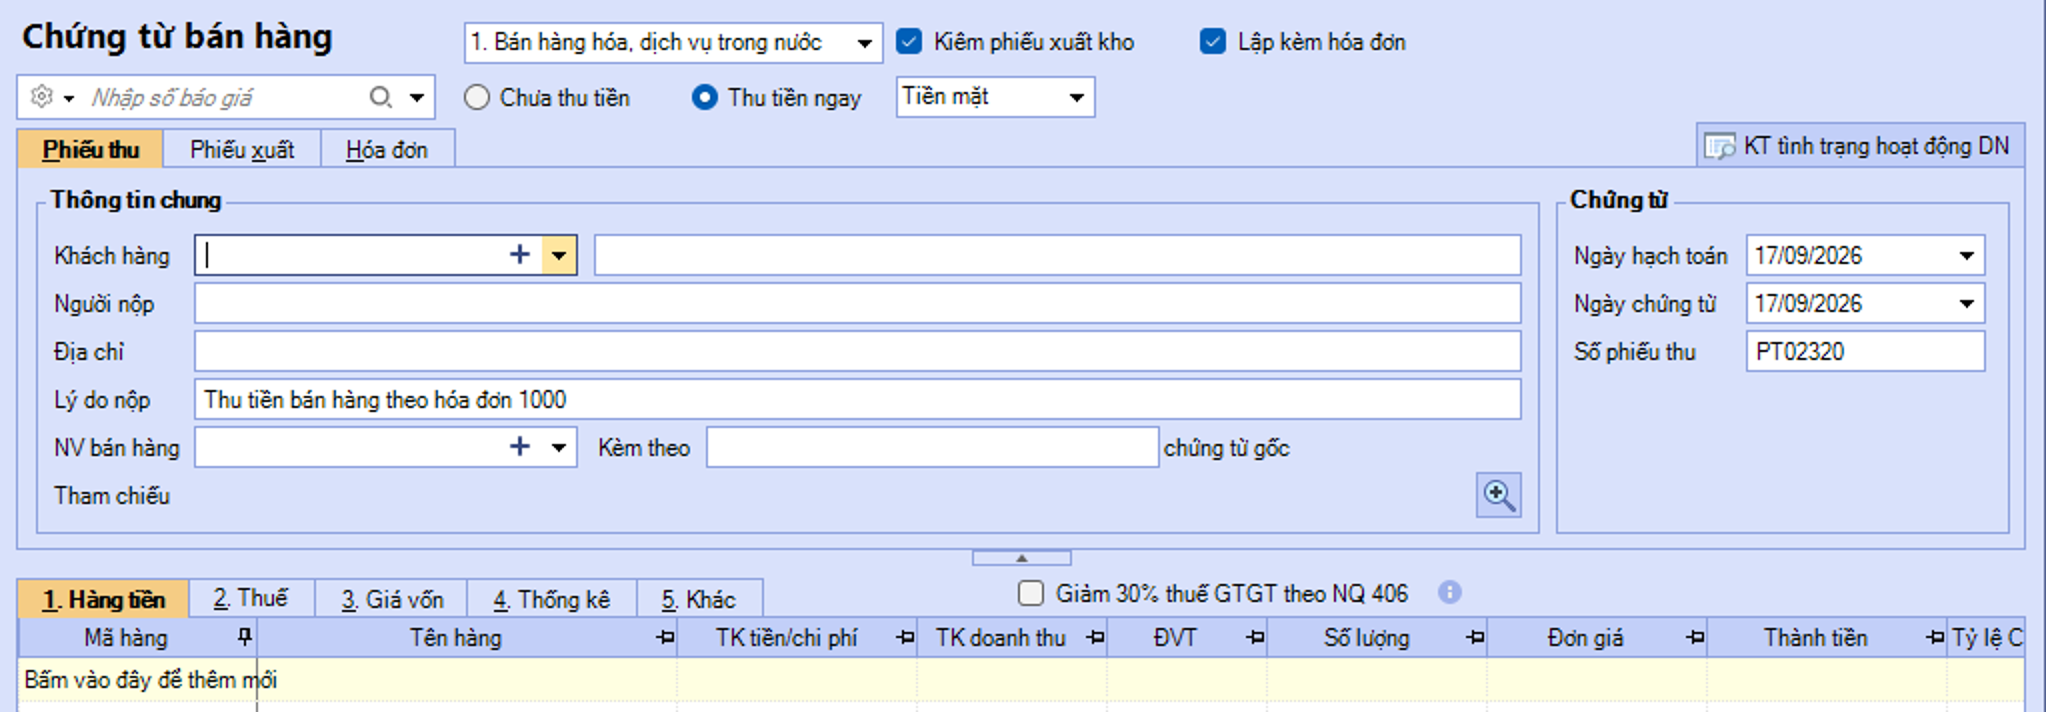 Chứng từ bán hàng
1. Bán hàng hóa, dịch vụ trong nước
Kiêm phiếu xuất kho
Lập kèm hóa đơn
Nhập số báo giá
Chưa thu tiền
Thu tiền ngay
Tiền mặt
Phiếu thu
Phiếu xuất
Hóa đơn
KT tình trạng hoạt động DN
Thông tin chung
Khách hàng
Người nộp
Địa chỉ
Lý do nộp
Thu tiền bán hàng theo hóa đơn 1000
NV bán hàng
Kèm theo
chứng từ gốc
Tham chiếu
Chứng từ
Ngày hạch toán
17/09/2026
Ngày chứng từ
17/09/2026
Số phiếu thu
PT02320
1. Hàng tiền
2. Thuế
3. Giá vốn
4. Thống kê
5. Khác
Giảm 30% thuế GTGT theo NQ 406
Mã hàng
Tên hàng
TK tiền/chi phí
TK doanh thu
ĐVT
Số lượng
Đơn giá
Thành tiền
Tỷ lệ C
Bấm vào đây để thêm mới